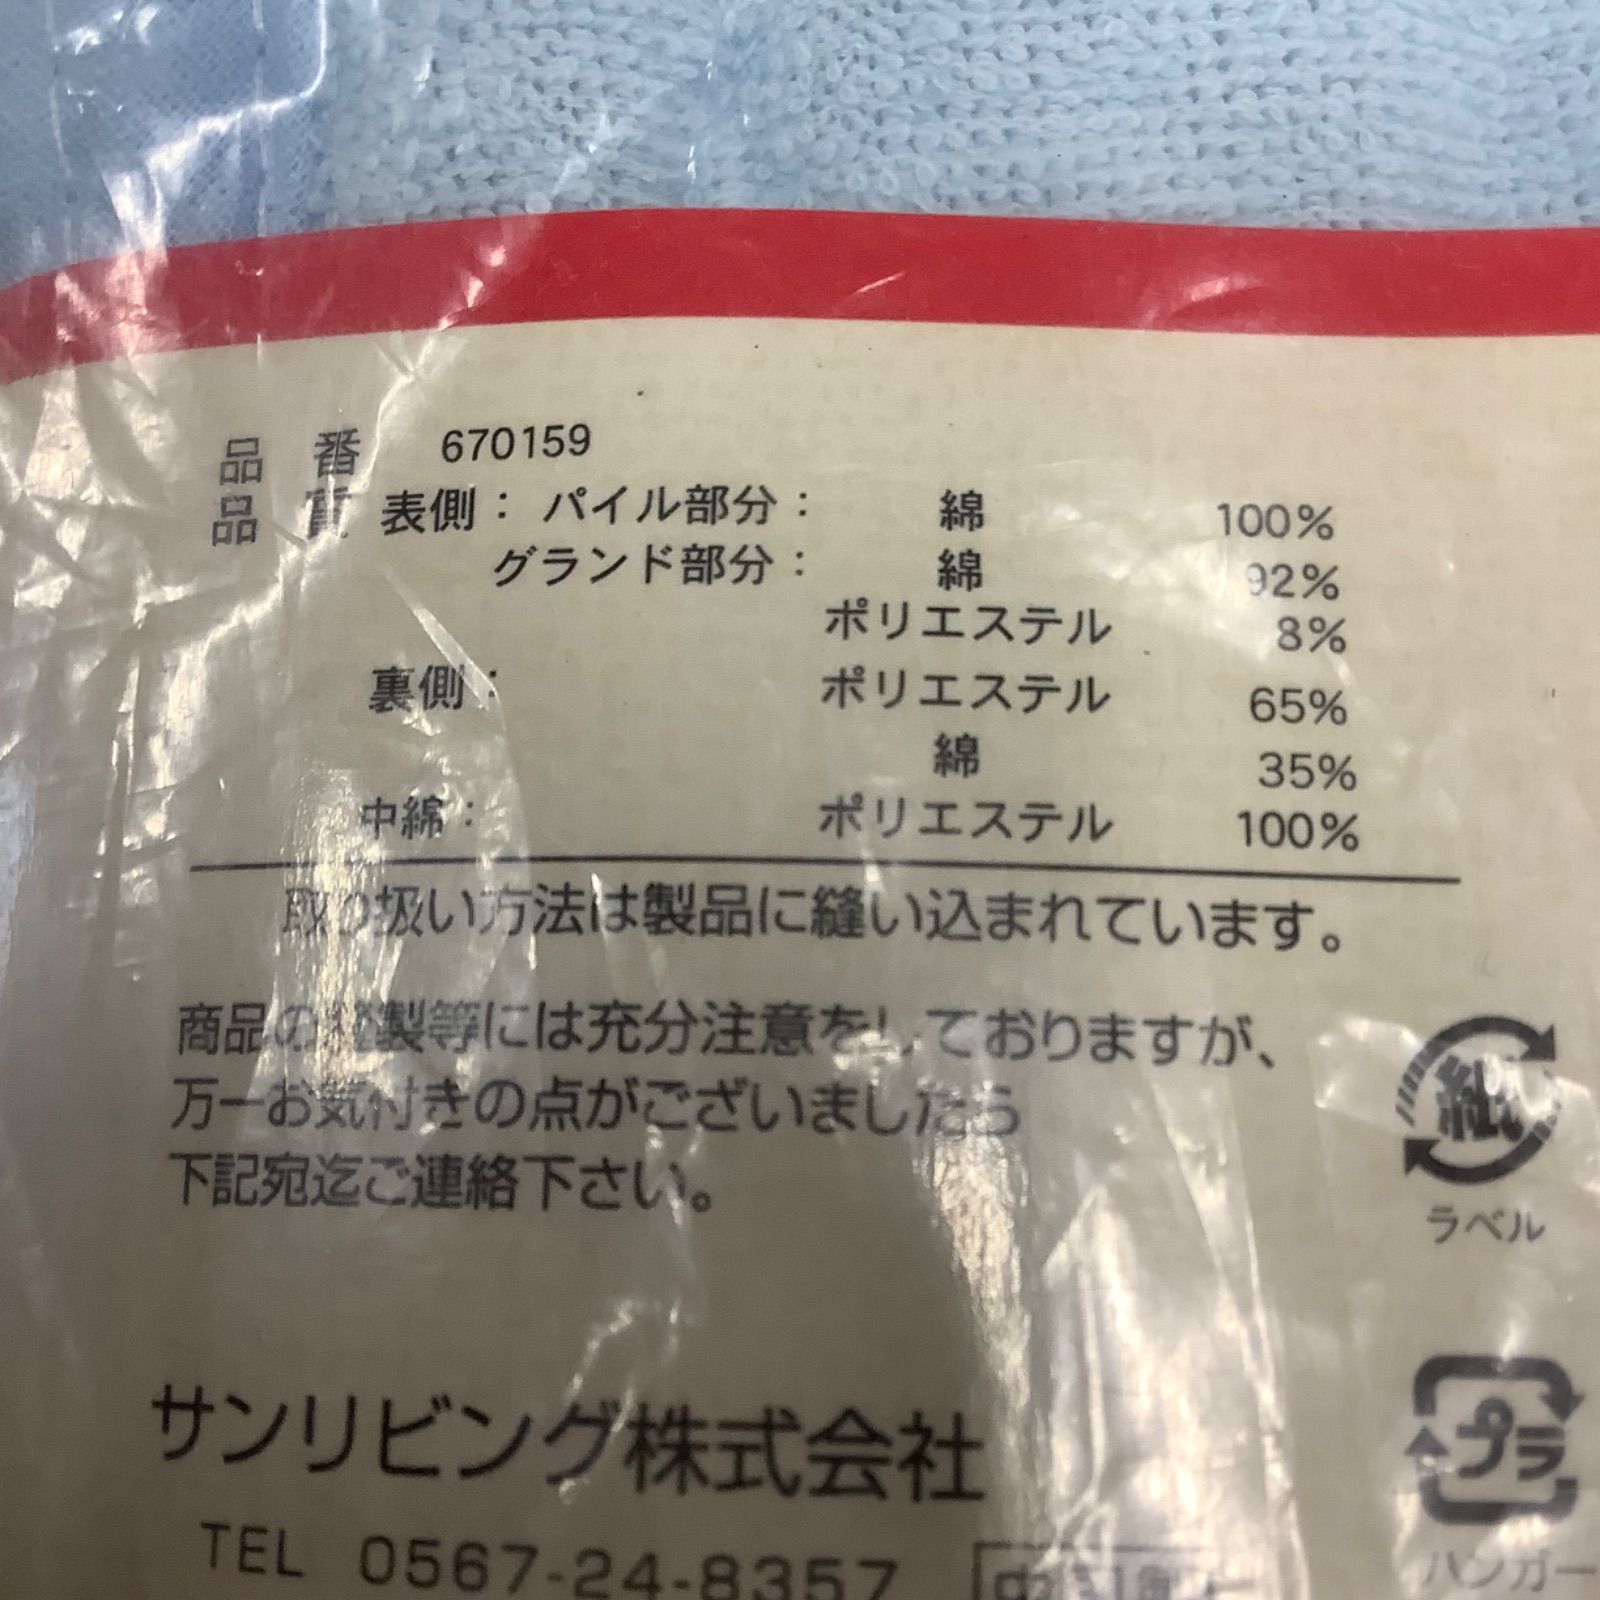 品 番 670159
品 質 表側： パイル部分： 綿 100%
グランド部分： 綿 92%
ポリエステル 8%
裏側： ポリエステル 65%
綿 35%
中綿： ポリエステル 100%
取り扱い方法は製品に縫い込まれています。
商品の縫製等には充分注意をしておりますが、
万一お気付きの点がございましたら
下記宛迄ご連絡下さい。
紙
ラベル
プラ
ハンガー
サンリビング株式会社
TEL 0567-24-8357